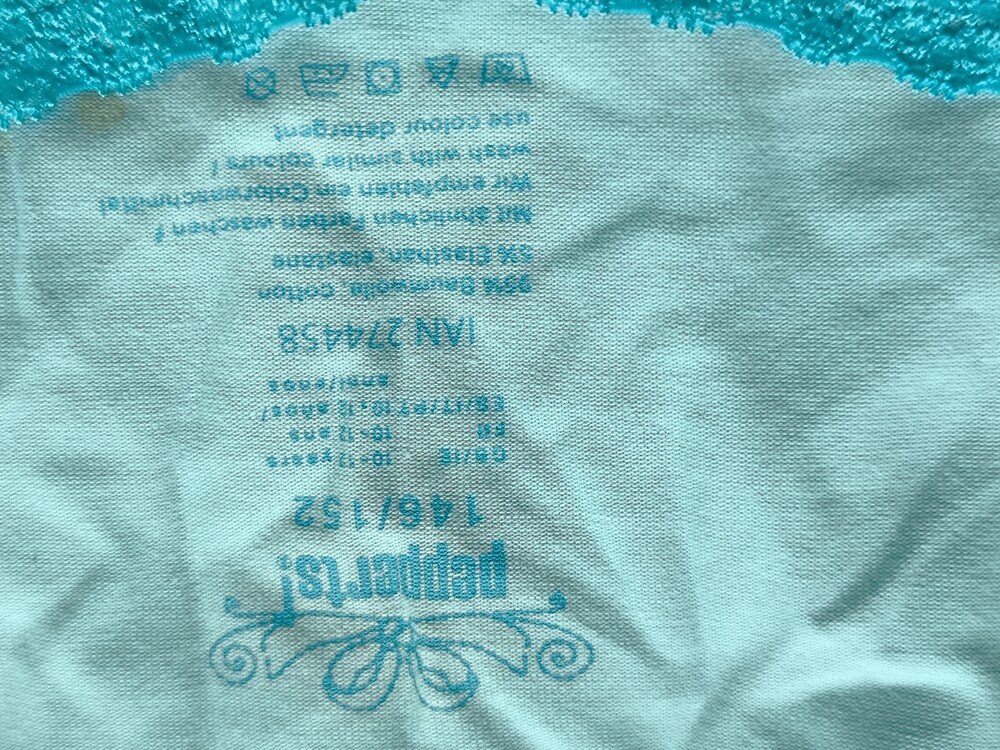 pepperts!
146/152
GB/IE 10-12 years
FR 10-12 ans
ES/IT/PT 10-12 años/
anni/anos
IAN 274458
95% Baumwolle, cotton
5% Elasthan, elastane
Mit ähnlichen Farben waschen !
Wir empfehlen ein Colorwaschmittel
wash with similar colours !
use colour detergent